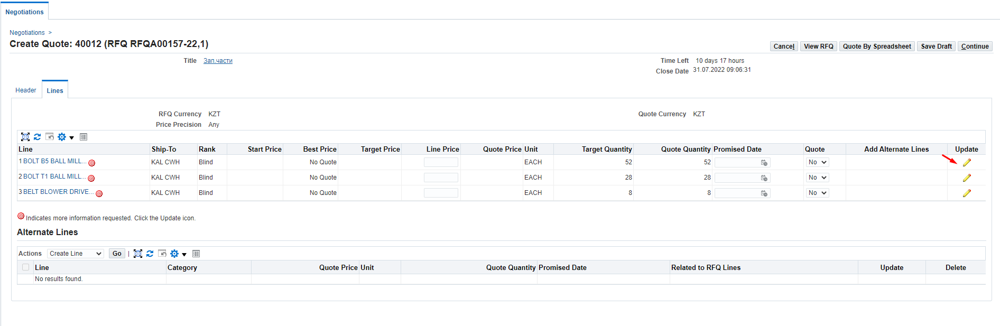 Negotiations
Negotiations >
Create Quote: 40012 (RFQ RFQA00157-22,1)
Cancel View RFQ Quote By Spreadsheet Save Draft Continue
Title Зап.части
Time Left 10 days 17 hours
Close Date 31.07.2022 09:06:31
Header Lines
RFQ Currency KZT
Quote Currency KZT
Price Precision Any
Line Ship-To Rank Start Price Best Price Target Price Line Price Quote Price Unit Target Quantity Quote Quantity Promised Date Quote Add Alternate Lines Update
1 BOLT B5 BALL MILL... KAL CWH Blind No Quote EACH 52 52 No
2 BOLT T1 BALL MILL... KAL CWH Blind No Quote EACH 28 28 No
3 BELT BLOWER DRIVE... KAL CWH Blind No Quote EACH 8 8 No
Indicates more information requested. Click the Update icon.
Alternate Lines
Actions Create Line Go |
Line Category Quote Price Unit Quote Quantity Promised Date Related to RFQ Lines Update Delete
No results found.